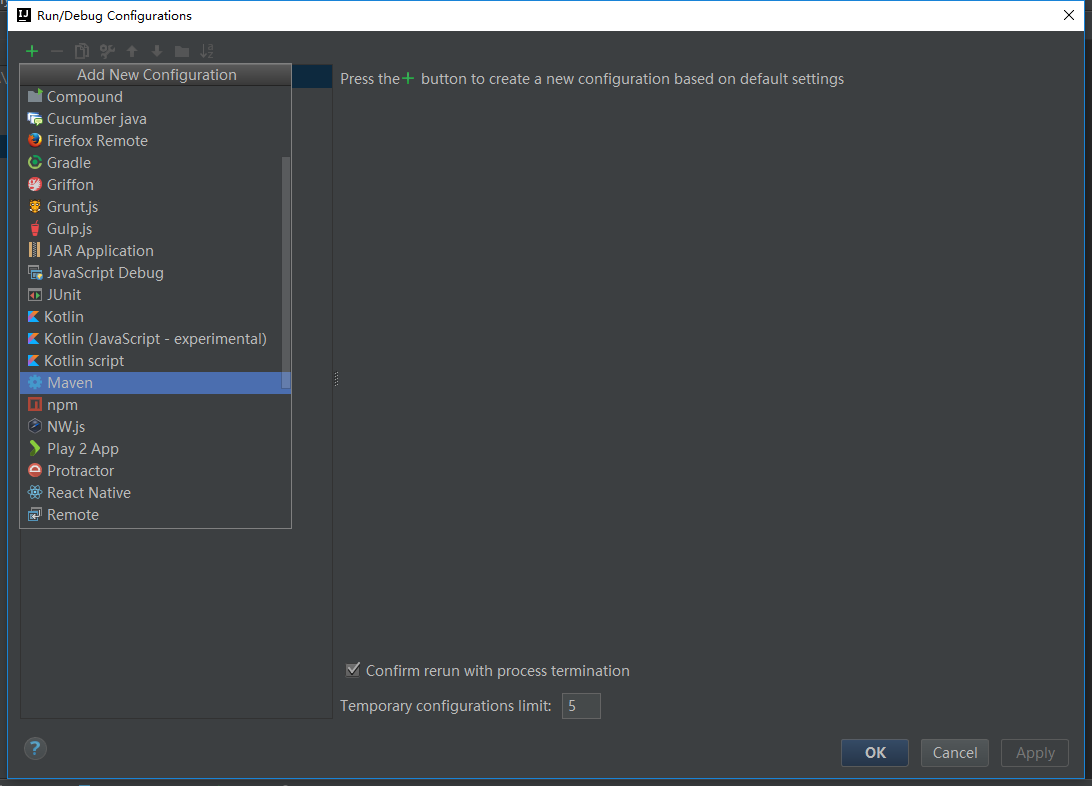 Run/Debug Configurations
Add New Configuration
Compound
Cucumber java
Firefox Remote
Gradle
Griffon
Grunt.js
Gulp.js
JAR Application
JavaScript Debug
JUnit
Kotlin
Kotlin (JavaScript - experimental)
Kotlin script
Maven
npm
NW.js
Play 2 App
Protractor
React Native
Remote
Press the + button to create a new configuration based on default settings
Confirm rerun with process termination
Temporary configurations limit: 5
? OK Cancel Apply